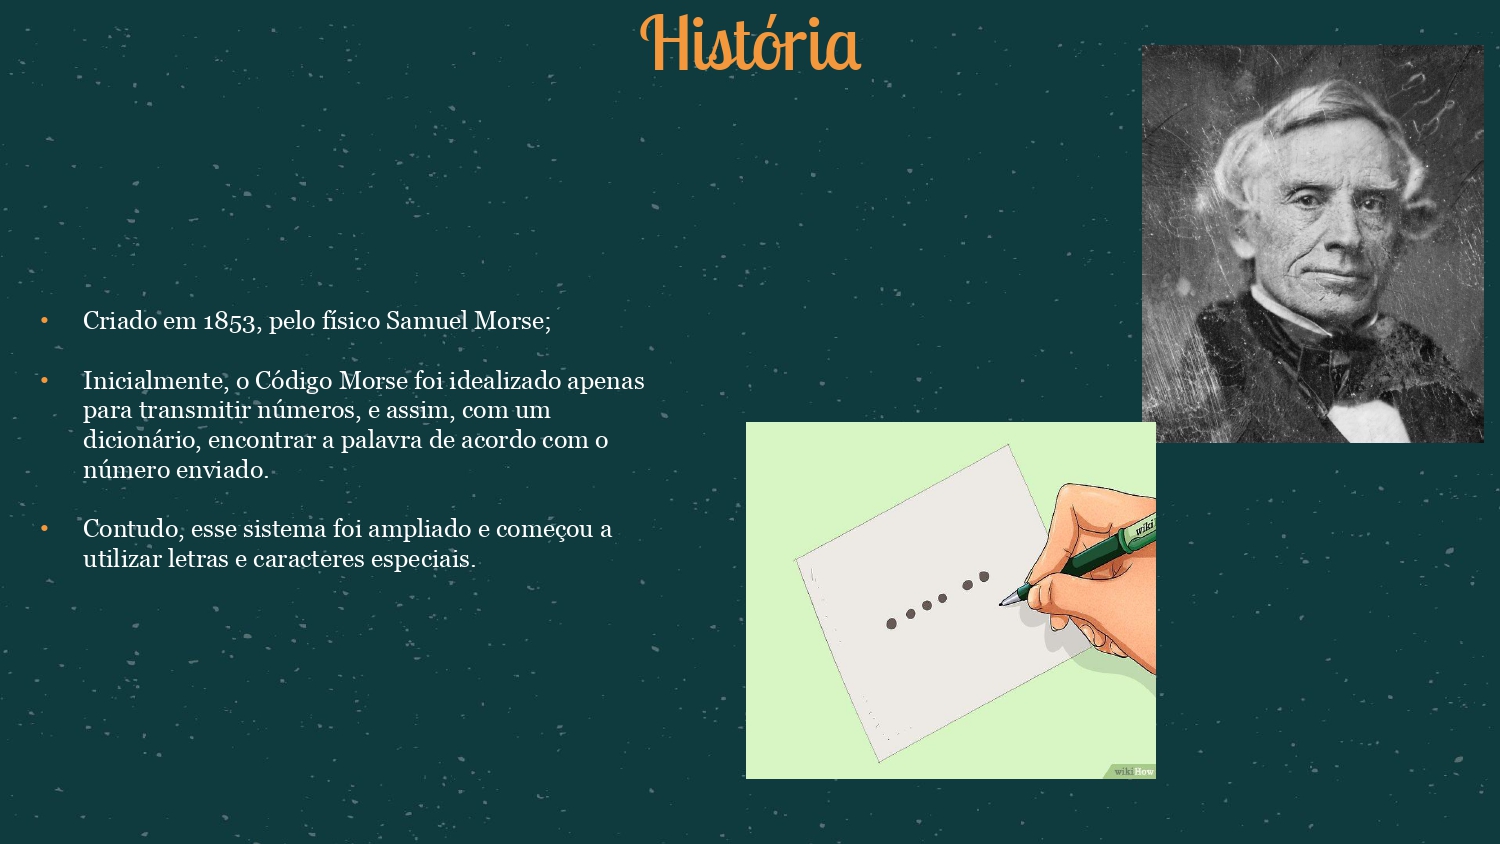 História
• Criado em 1853, pelo físico Samuel Morse;
• Inicialmente, o Código Morse foi idealizado apenas
para transmitir números, e assim, com um
dicionário, encontrar a palavra de acordo com o
número enviado.
• Contudo, esse sistema foi ampliado e começou a
utilizar letras e caracteres especiais.
wiki
wikiHow